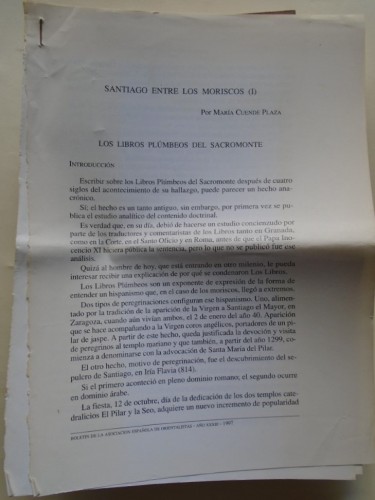 SANTIAGO ENTRE LOS MORISCOS (I)
Por María Cuende Plaza
LOS LIBROS PLÚMBEOS DEL SACROMONTE
Introducción
Escribir sobre los Libros Plúmbeos del Sacromonte después de cuatro
siglos del acontecimiento de su hallazgo, puede parecer un hecho ana-
crónico.
Sí; el hecho es un tanto antiguo, sin embargo, por primera vez se pu-
blica el estudio analítico del contenido doctrinal.
Es verdad que, en su día, debió de hacerse un estudio concienzudo por
parte de los traductores y comentaristas de los Libros tanto en Granada,
como en la Corte, en el Santo Oficio y en Roma, antes de que el Papa Ino-
cencio XI hiciera pública la sentencia, pero lo que no se publicó fue ese
análisis.
Quizá al hombre de hoy, que está entrando en otro milenio, le pueda
interesar recibir una explicación de por qué se condenaron Los Libros.
Los Libros Plúmbeos son un exponente de expresión de la forma de
entender un hispanismo que, en el caso de los moriscos, llegó a extremos.
Dos tipos de peregrinaciones configuran ese hispanismo. Uno, alimen-
tado por la tradición de la aparición de la Virgen a Santiago el Mayor, en
Zaragoza, cuando aún vivían ambos, el 2 de enero del año 40. Aparición
que se hace acompañando a la Virgen coros angélicos, portadores de un pi-
lar de jaspe. A partir de este hecho, queda justificada la devoción y visita
de peregrinos al templo mariano y que también, a partir del año 1299, co-
mienza a denominarse con la advocación de Santa María del Pilar.
El otro hecho, motivo de peregrinación, fue el descubrimiento del se-
pulcro de Santiago, en Iria Flavia (814).
Si el primero aconteció en pleno dominio romano, el segundo ocurre
en dominio árabe.
La fiesta, 12 de octubre, día de la dedicación de los dos templos cate-
dralicios El Pilar y la Seo, adquiere un nuevo incremento de popularidad
BOLETÍN DE LA ASOCIACIÓN ESPAÑOLA DE ORIENTALISTAS - AÑO XXXIII - 1997